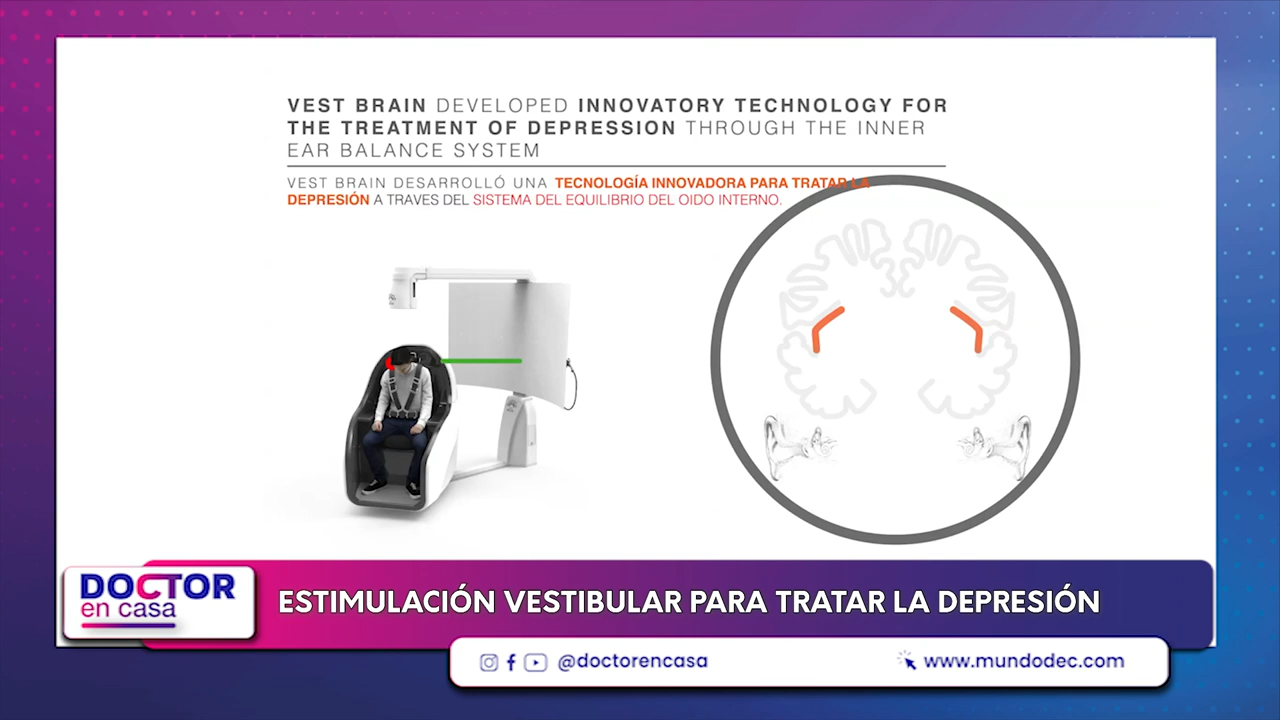 VEST BRAIN DEVELOPED INNOVATORY TECHNOLOGY FOR
THE TREATMENT OF DEPRESSION THROUGH THE INNER
EAR BALANCE SYSTEM
VEST BRAIN DESARROLLÓ UNA TECNOLOGÍA INNOVADORA PARA TRATAR LA
DEPRESIÓN A TRAVES DEL SISTEMA DEL EQUILIBRIO DEL OIDO INTERNO.
DOCTOR
en casa
ESTIMULACIÓN VESTIBULAR PARA TRATAR LA DEPRESIÓN
@doctorencasa
www.mundodec.com